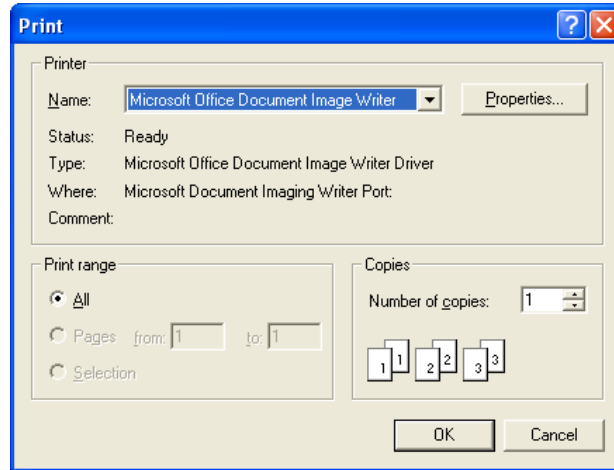 Print
Printer
Name: Microsoft Office Document Image Writer Properties...
Status: Ready
Type: Microsoft Office Document Image Writer Driver
Where: Microsoft Document Imaging Writer Port:
Comment:
Print range
All
Pages from: 1 to: 1
Selection
Copies
Number of copies: 1
1 1 2 2 3 3
OK Cancel